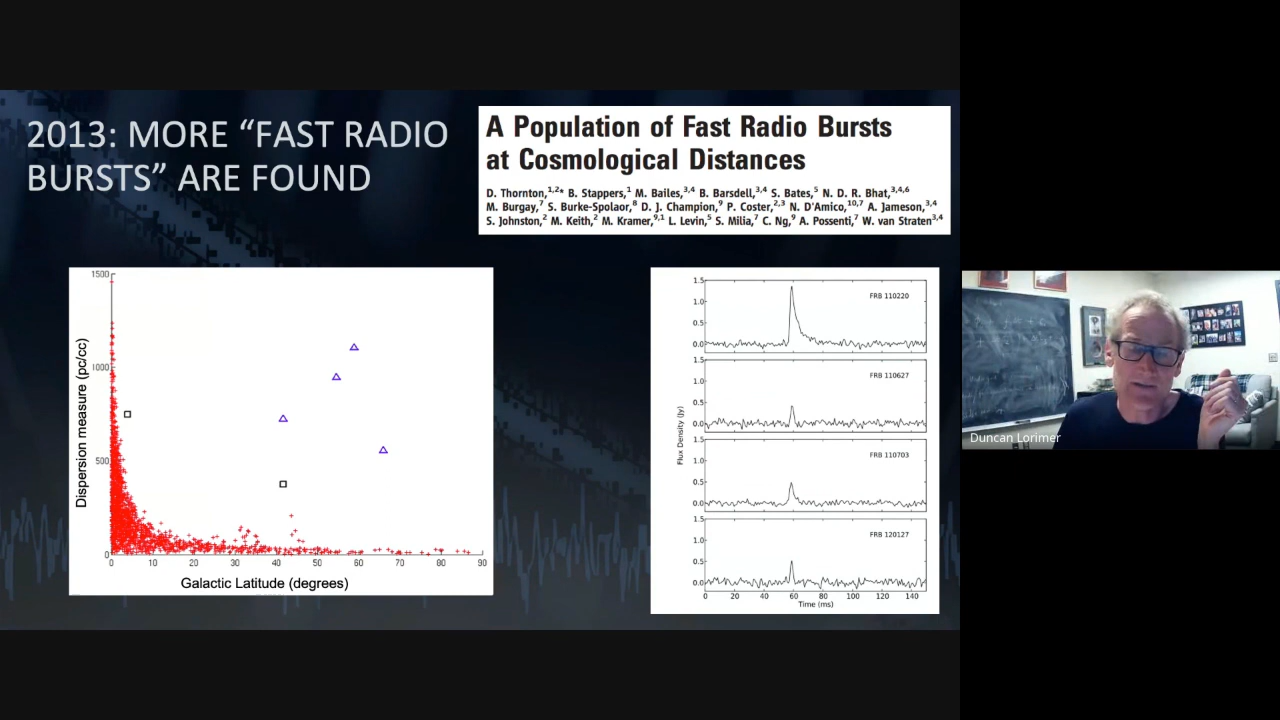 2013: MORE “FAST RADIO
BURSTS” ARE FOUND
A Population of Fast Radio Bursts
at Cosmological Distances
D. Thornton,1,2* B. Stappers,1 M. Bailes,3,4 B. Barsdell,3,4 S. Bates,5 N. D. R. Bhat,3,4,6
M. Burgay,7 S. Burke-Spolaor,8 D. J. Champion,9 P. Coster,2,3 N. D'Amico,10,7 A. Jameson,3,4
S. Johnston,2 M. Keith,2 M. Kramer,9,1 L. Levin,5 S. Milia,7 C. Ng,9 A. Possenti,7 W. van Straten3,4
Dispersion measure (pc/cc)
1500
1000
500
0
0 10 20 30 40 50 60 70 80 90
Galactic Latitude (degrees)
Flux Density (Jy)
1.5
1.0
0.5
0.0
FRB 110220
1.5
1.0
0.5
0.0
FRB 110627
1.5
1.0
0.5
0.0
FRB 110703
1.5
1.0
0.5
0.0
FRB 120127
0 20 40 60 80 100 120 140
Time (ms)
Duncan Lorimer